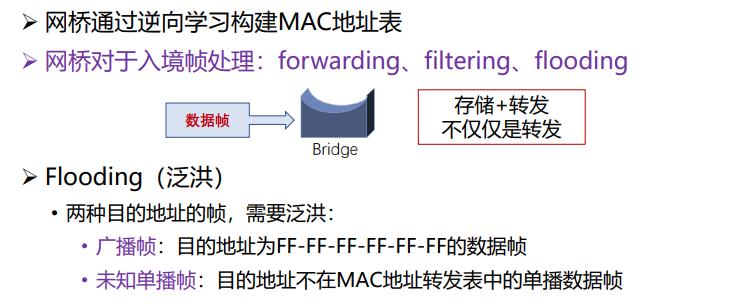 ➢ 网桥通过逆向学习构建MAC地址表
➢ 网桥对于入境帧处理：forwarding、filtering、flooding
数据帧
Bridge
存储+转发
不仅仅是转发
➢ Flooding（泛洪）
• 两种目的地址的帧，需要泛洪：
• 广播帧：目的地址为FF-FF-FF-FF-FF-FF的数据帧
• 未知单播帧：目的地址不在MAC地址转发表中的单播数据帧